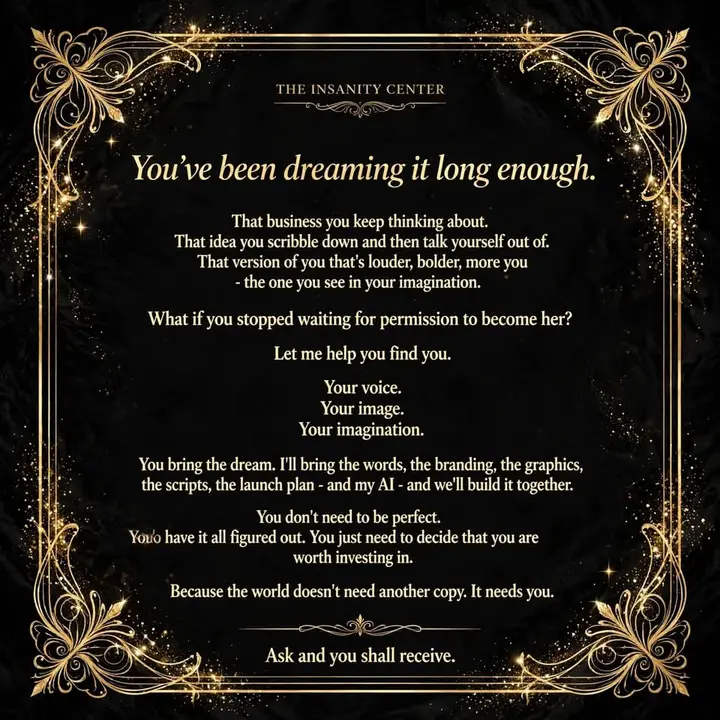 THE INSANITY CENTER
You've been dreaming it long enough.
That business you keep thinking about.
That idea you scribble down and then talk yourself out of.
That version of you that's louder, bolder, more you
- the one you see in your imagination.
What if you stopped waiting for permission to become her?
Let me help you find you.
Your voice.
Your image.
Your imagination.
You bring the dream. I'll bring the words, the branding, the graphics,
the scripts, the launch plan - and my AI - and we'll build it together.
You don't need to be perfect.
have it all figured out. You just need to decide that you are
worth investing in.
Because the world doesn't need another copy. It needs you.
Ask and you shall receive.